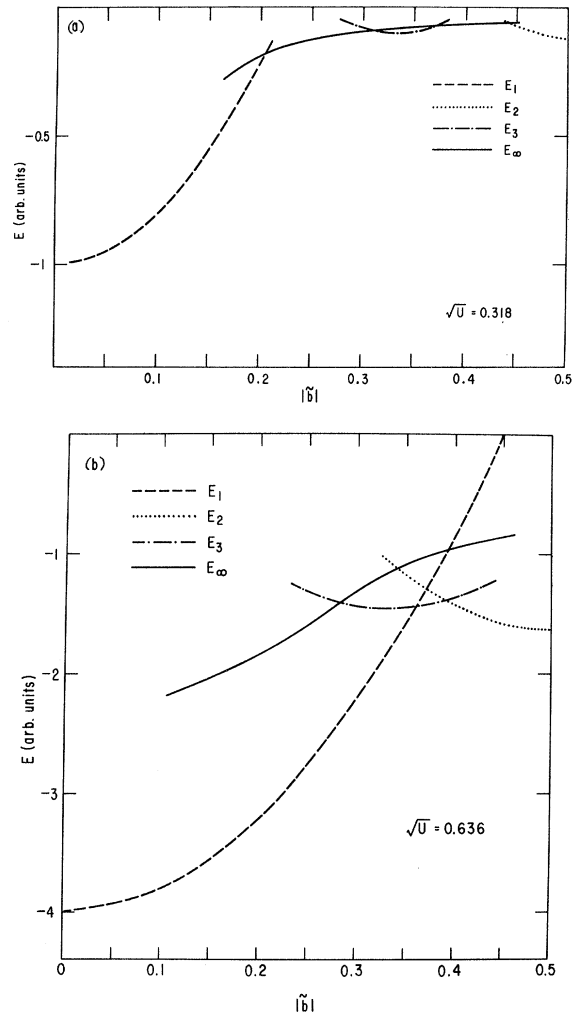 (a)
E₁
E₂
E₃
E∞
√U = 0.318
E (arb. units)
−0.5
−1
0.1
0.2
0.3
0.4
0.5
|b̃|
(b)
E₁
E₂
E₃
E∞
√U = 0.636
E (arb. units)
−1
−2
−3
−4
0
0.1
0.2
0.3
0.4
0.5
|b̃|